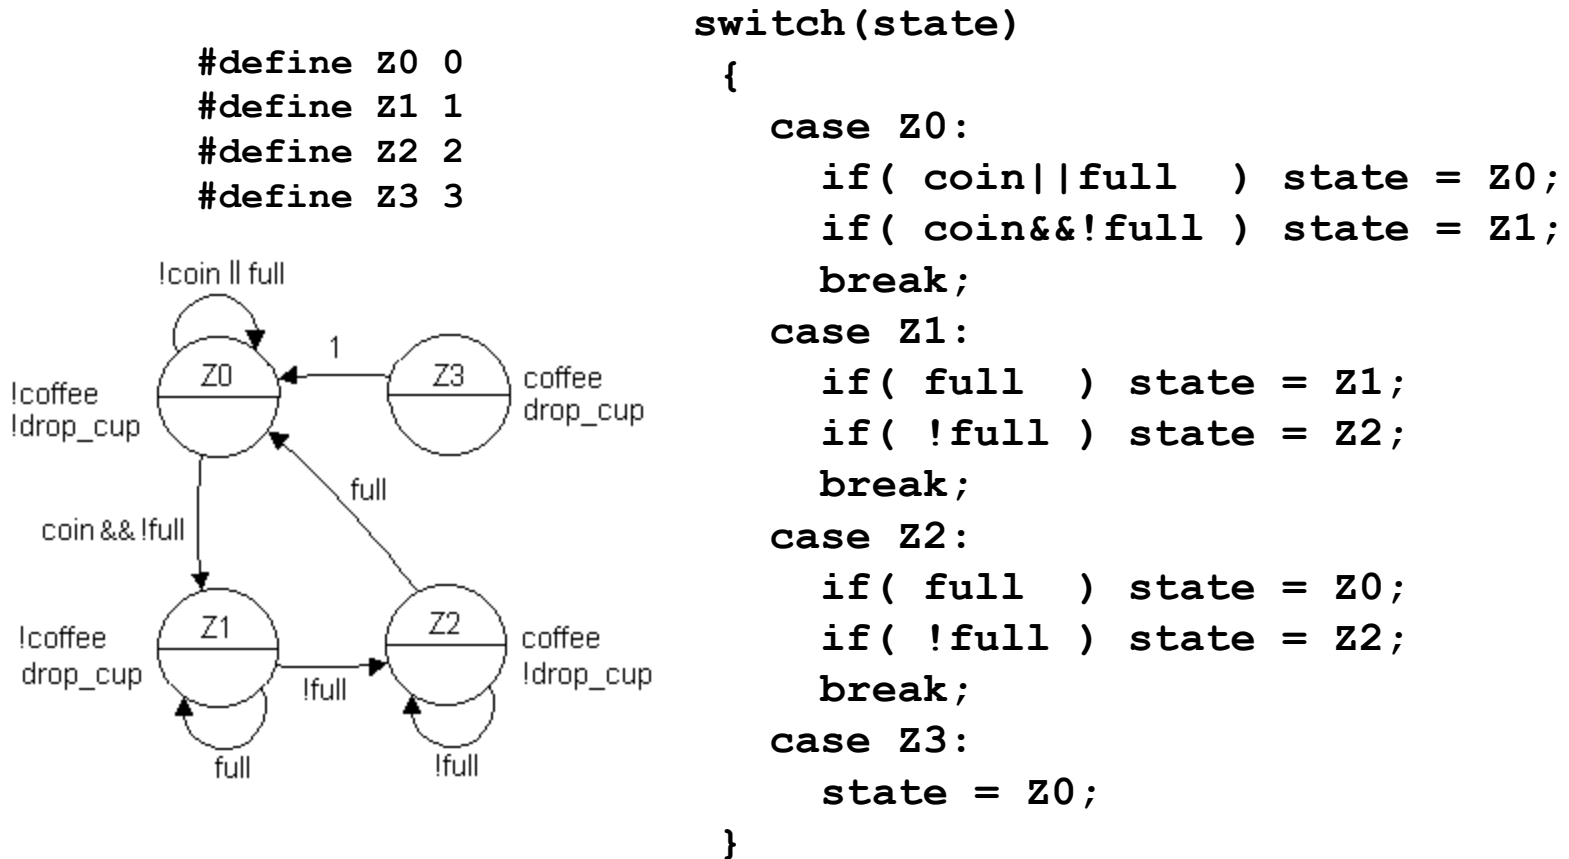 #define Z0 0
#define Z1 1
#define Z2 2
#define Z3 3
!coin || full
1
Z0
Z3
!coffee
!drop_cup
coffee
drop_cup
full
coin && !full
Z1
Z2
!coffee
drop_cup
!full
coffee
!drop_cup
full
!full
switch(state)
{
case Z0:
if( coin||full  ) state = Z0;
if( coin&&!full ) state = Z1;
break;
case Z1:
if( full  ) state = Z1;
if( !full ) state = Z2;
break;
case Z2:
if( full  ) state = Z0;
if( !full ) state = Z2;
break;
case Z3:
state = Z0;
}